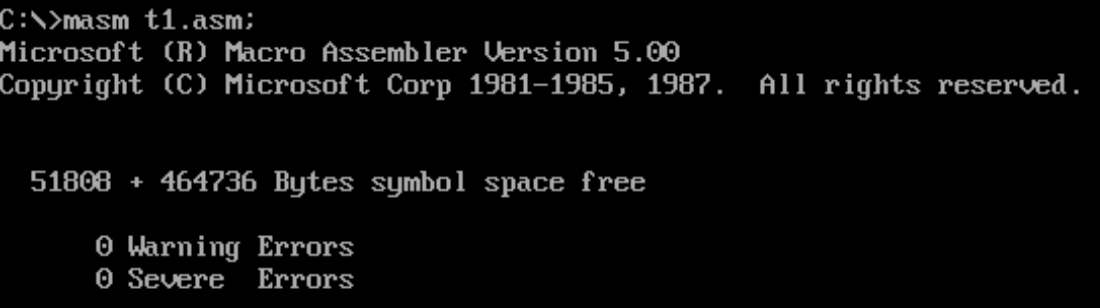 C:\>masm t1.asm;
Microsoft (R) Macro Assembler Version 5.00
Copyright (C) Microsoft Corp 1981-1985, 1987.  All rights reserved.
51808 + 464736 Bytes symbol space free
0 Warning Errors
0 Severe  Errors